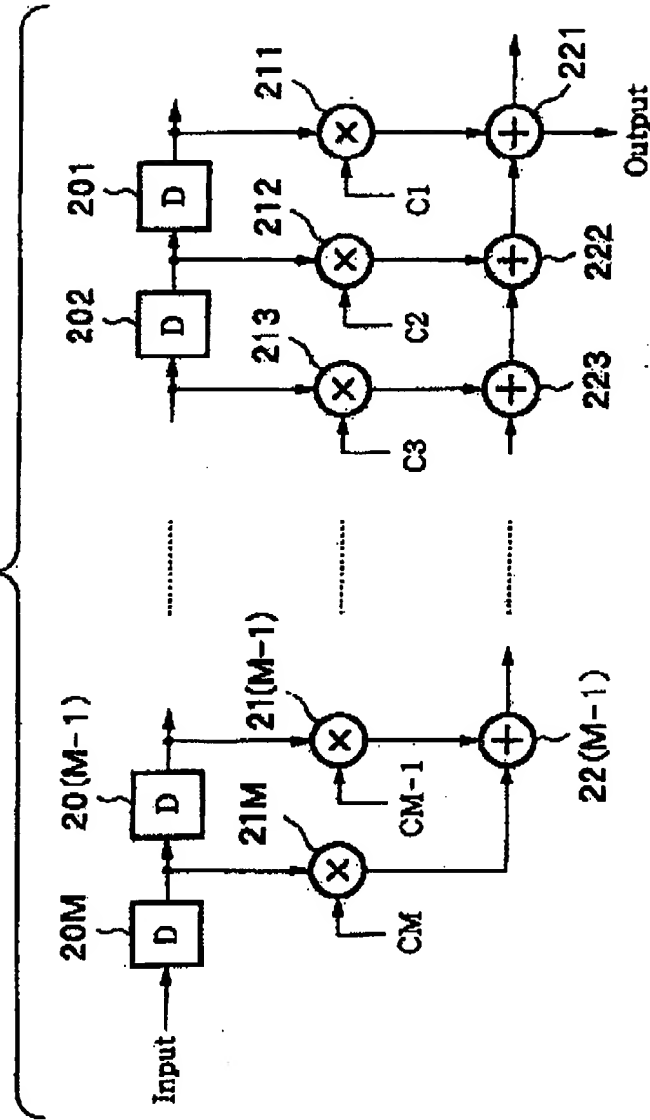 20M
20(M-1)
202
201
D
D
D
D
Input
21M
21(M-1)
213
212
211
×
×
×
×
×
CM
CM-1
C3
C2
C1
+
+
+
+
22(M-1)
223
222
221
Output